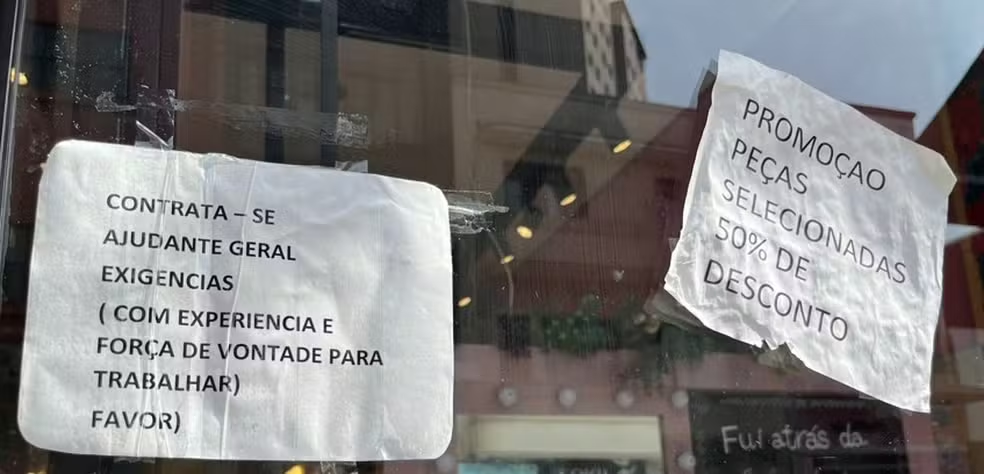 CONTRATA – SE
AJUDANTE GERAL
EXIGENCIAS
( COM EXPERIENCIA E
FORÇA DE VONTADE PARA
TRABALHAR)
FAVOR)
PROMOÇAO
PEÇAS
SELECIONADAS
50% DE
DESCONTO
Fui atrás da